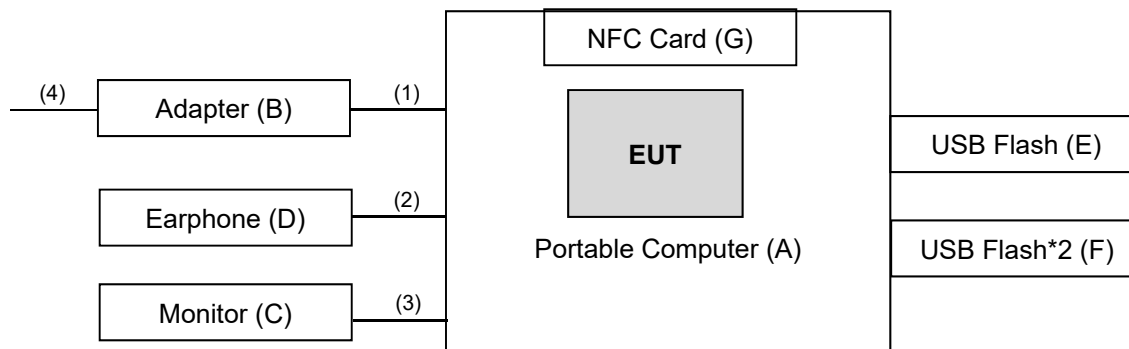 NFC Card (G)
(4)
Adapter (B)
(1)
EUT
USB Flash (E)
Earphone (D)
(2)
Portable Computer (A)
USB Flash*2 (F)
Monitor (C)
(3)